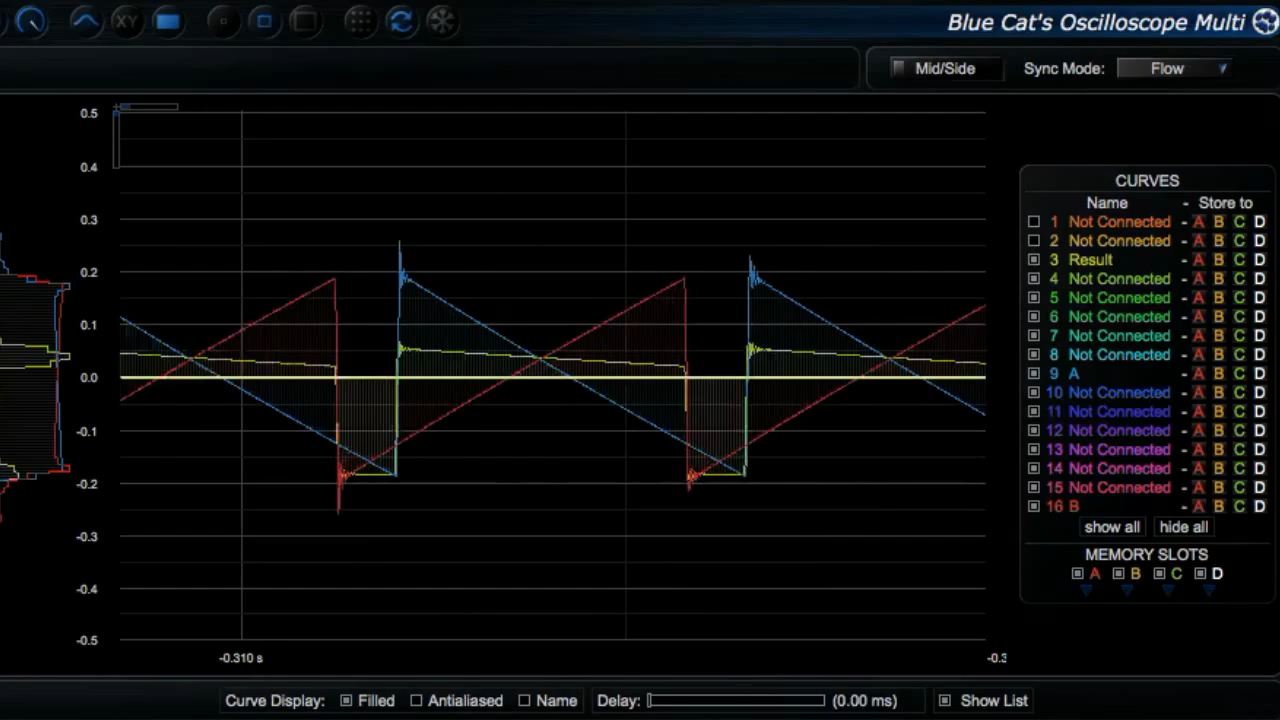 XY
Blue Cat's Oscilloscope Multi
Mid/Side Sync Mode: Flow
0.5
0.4
0.3
0.2
0.1
0.0
-0.1
-0.2
-0.3
-0.4
-0.5
-0.310 s
-0.3
CURVES
Name - Store to
1 Not Connected - A B C D
2 Not Connected - A B C D
3 Result - A B C D
4 Not Connected - A B C D
5 Not Connected - A B C D
6 Not Connected - A B C D
7 Not Connected - A B C D
8 Not Connected - A B C D
9 A - A B C D
10 Not Connected - A B C D
11 Not Connected - A B C D
12 Not Connected - A B C D
13 Not Connected - A B C D
14 Not Connected - A B C D
15 Not Connected - A B C D
16 B - A B C D
show all hide all
MEMORY SLOTS
A B C D
Curve Display: Filled Antialiased Name Delay: (0.00 ms) Show List